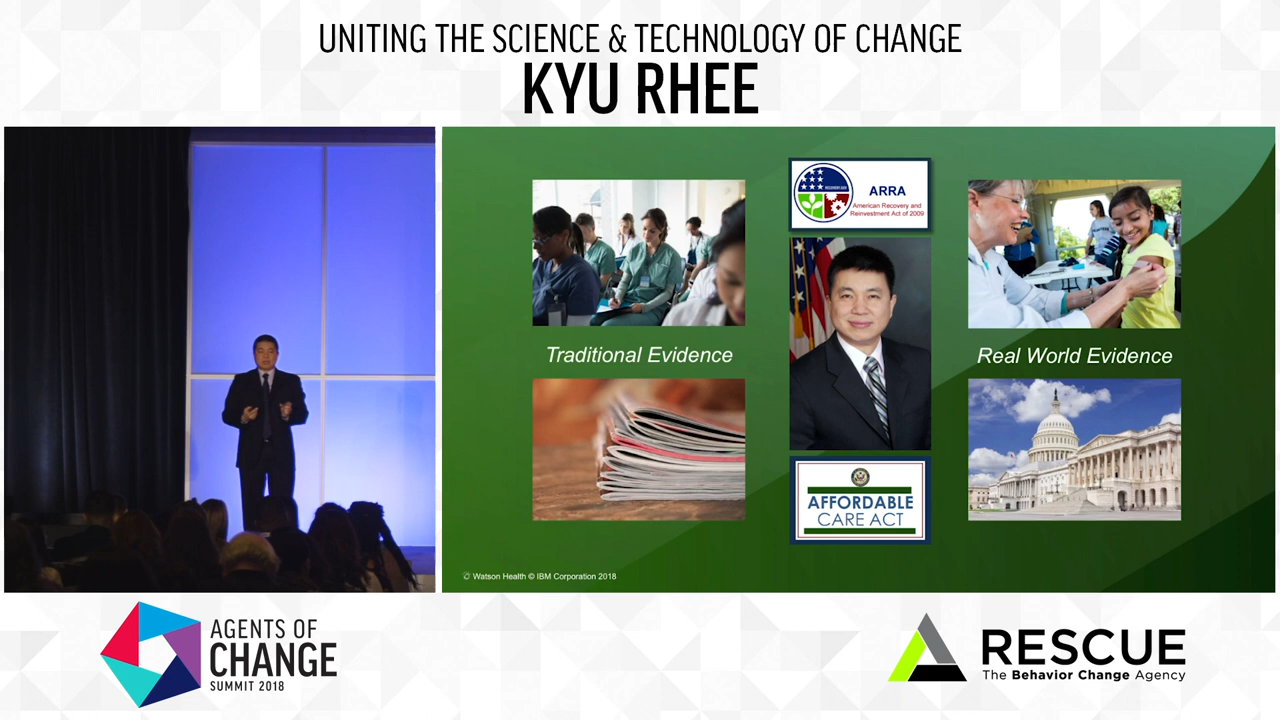 UNITING THE SCIENCE & TECHNOLOGY OF CHANGE
KYU RHEE
RECOVERY.GOV
ARRA
American Recovery and
Reinvestment Act of 2009
Traditional Evidence
Real World Evidence
AFFORDABLE
CARE ACT
Watson Health © IBM Corporation 2018
AGENTS OF
CHANGE
SUMMIT 2018
RESCUE
The Behavior Change Agency